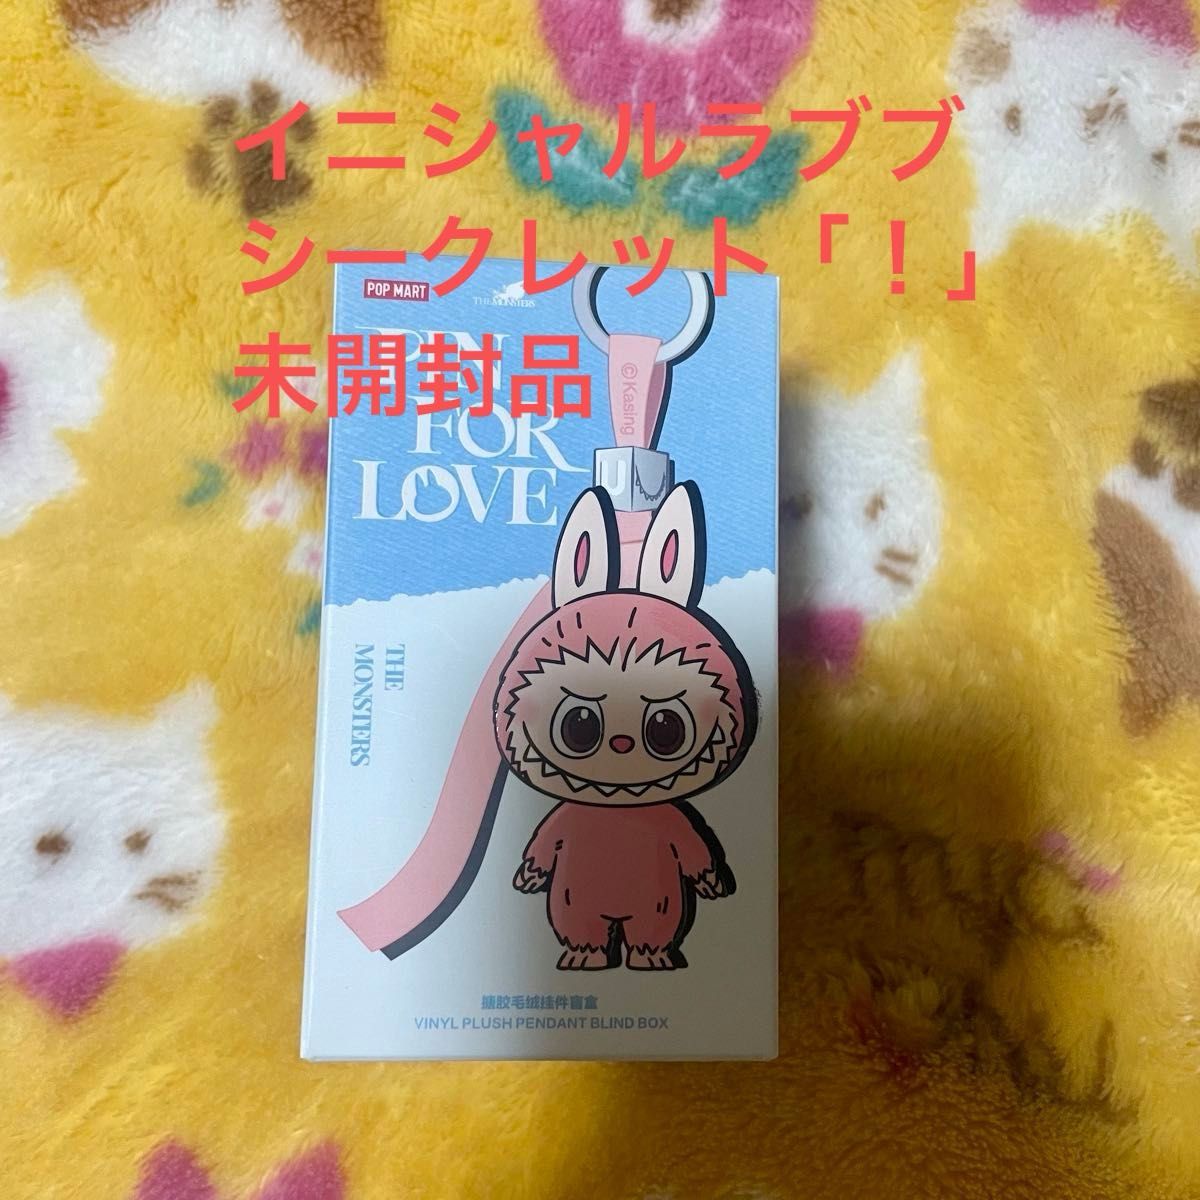 イニシャルラブブ
シークレット「！」
未開封品
POP MART
THE MONSTERS
PIN
FOR
LOVE
©Kasing
U
THE
MONSTERS
搪胶毛绒挂件盲盒
VINYL PLUSH PENDANT BLIND BOX